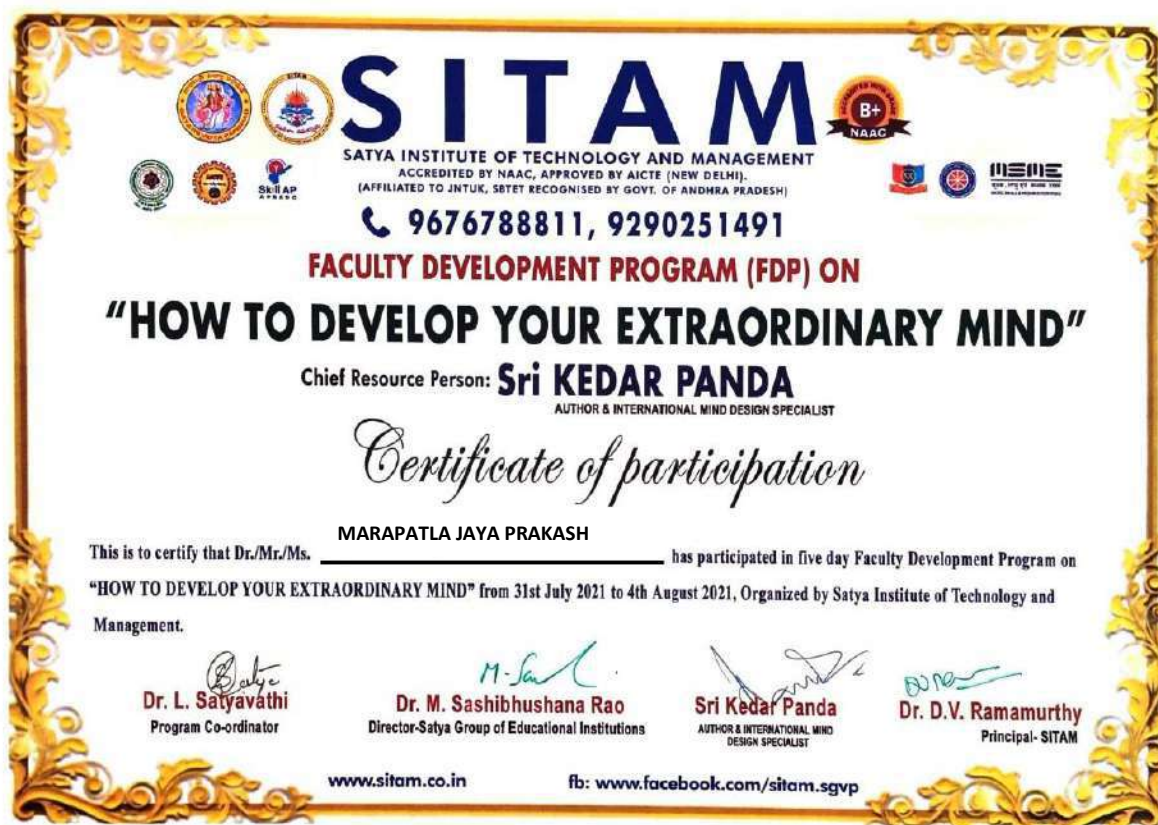 SITAM
SITAM
B+
NAAC
SATYA INSTITUTE OF TECHNOLOGY AND MANAGEMENT
ACCREDITED BY NAAC, APPROVED BY AICTE (NEW DELHI).
(AFFILIATED TO JNTUK, SBTET RECOGNISED BY GOVT. OF ANDHRA PRADESH)
Skill AP
MSME
9676788811, 9290251491
FACULTY DEVELOPMENT PROGRAM (FDP) ON
"HOW TO DEVELOP YOUR EXTRAORDINARY MIND"
Chief Resource Person: Sri KEDAR PANDA
AUTHOR & INTERNATIONAL MIND DESIGN SPECIALIST
Certificate of participation
MARAPATLA JAYA PRAKASH
This is to certify that Dr./Mr./Ms. has participated in five day Faculty Development Program on
"HOW TO DEVELOP YOUR EXTRAORDINARY MIND" from 31st July 2021 to 4th August 2021, Organized by Satya Institute of Technology and
Management.
Dr. L. Satyavathi
Program Co-ordinator
Dr. M. Sashibhushana Rao
Director-Satya Group of Educational Institutions
Sri Kedar Panda
AUTHOR & INTERNATIONAL MIND
DESIGN SPECIALIST
Dr. D.V. Ramamurthy
Principal- SITAM
www.sitam.co.in
fb: www.facebook.com/sitam.sgvp